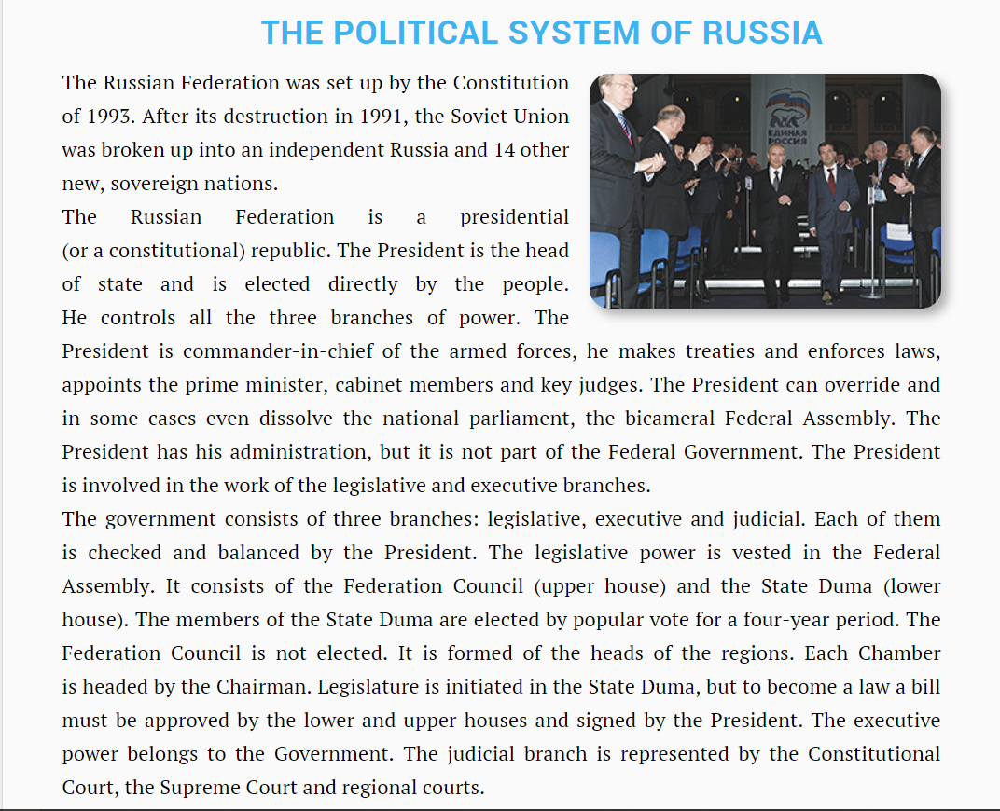 THE POLITICAL SYSTEM OF RUSSIA
The Russian Federation was set up by the Constitution
of 1993. After its destruction in 1991, the Soviet Union
was broken up into an independent Russia and 14 other
new, sovereign nations.
The Russian Federation is a presidential
(or a constitutional) republic. The President is the head
of state and is elected directly by the people.
He controls all the three branches of power. The
ЕДИНАЯ
РОССИЯ
President is commander-in-chief of the armed forces, he makes treaties and enforces laws,
appoints the prime minister, cabinet members and key judges. The President can override and
in some cases even dissolve the national parliament, the bicameral Federal Assembly. The
President has his administration, but it is not part of the Federal Government. The President
is involved in the work of the legislative and executive branches.
The government consists of three branches: legislative, executive and judicial. Each of them
is checked and balanced by the President. The legislative power is vested in the Federal
Assembly. It consists of the Federation Council (upper house) and the State Duma (lower
house). The members of the State Duma are elected by popular vote for a four-year period. The
Federation Council is not elected. It is formed of the heads of the regions. Each Chamber
is headed by the Chairman. Legislature is initiated in the State Duma, but to become a law a bill
must be approved by the lower and upper houses and signed by the President. The executive
power belongs to the Government. The judicial branch is represented by the Constitutional
Court, the Supreme Court and regional courts.